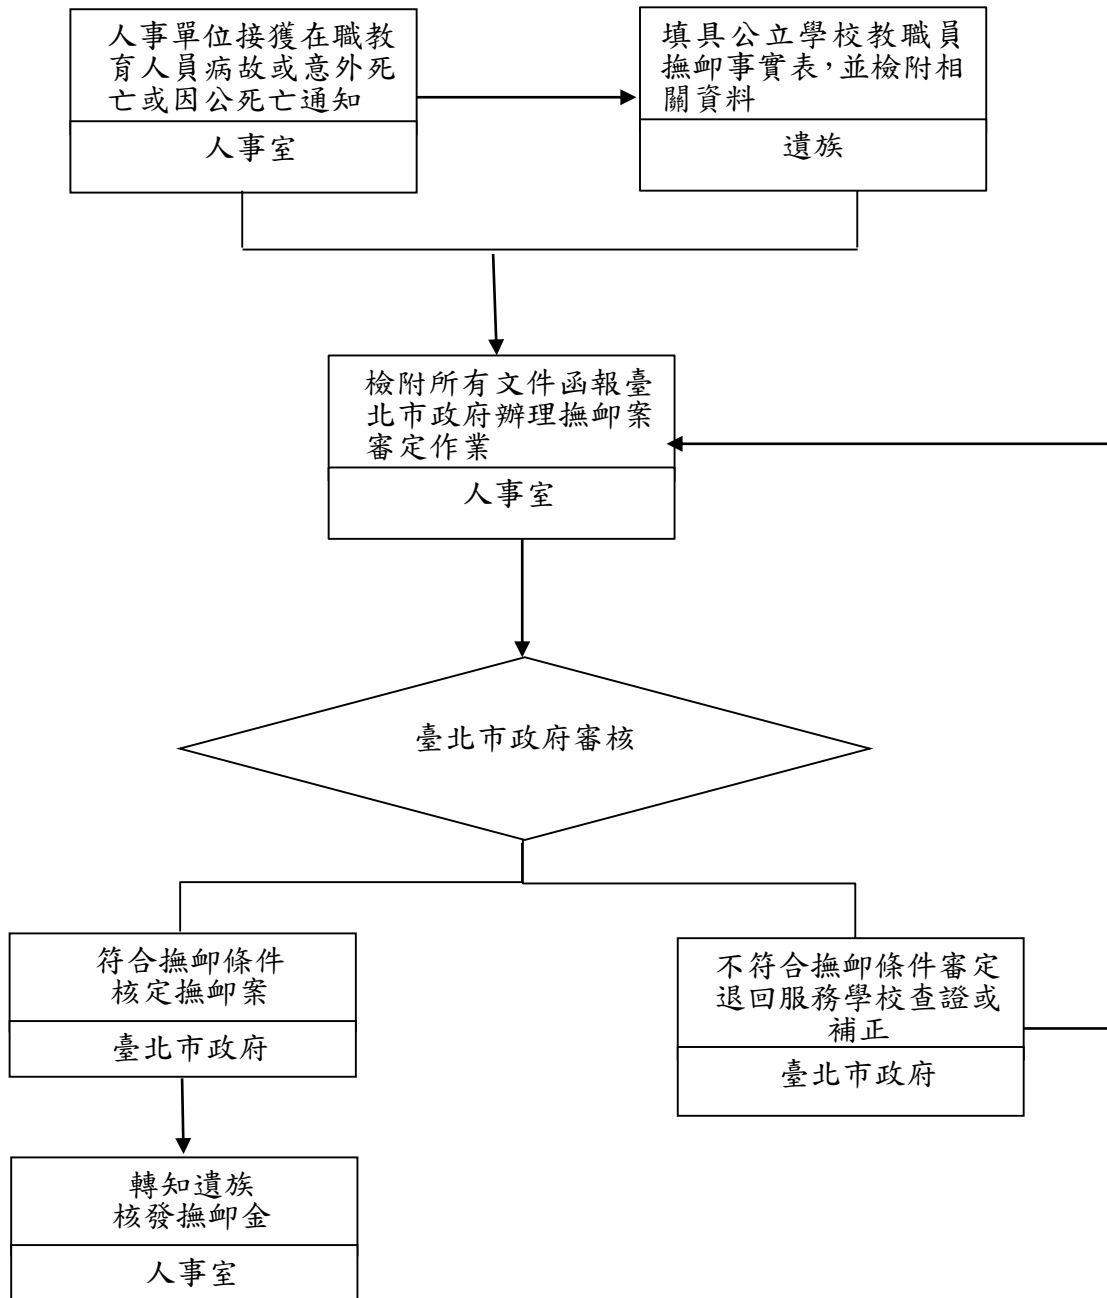 人事單位接獲在職教
育人員病故或意外死
亡或因公死亡通知
人事室
填具公立學校教職員
撫卹事實表，並檢附相
關資料
遺族
檢附所有文件函報臺
北市政府辦理撫卹案
審定作業
人事室
臺北市政府審核
符合撫卹條件
核定撫卹案
臺北市政府
不符合撫卹條件審定
退回服務學校查證或
補正
臺北市政府
轉知遺族
核發撫卹金
人事室